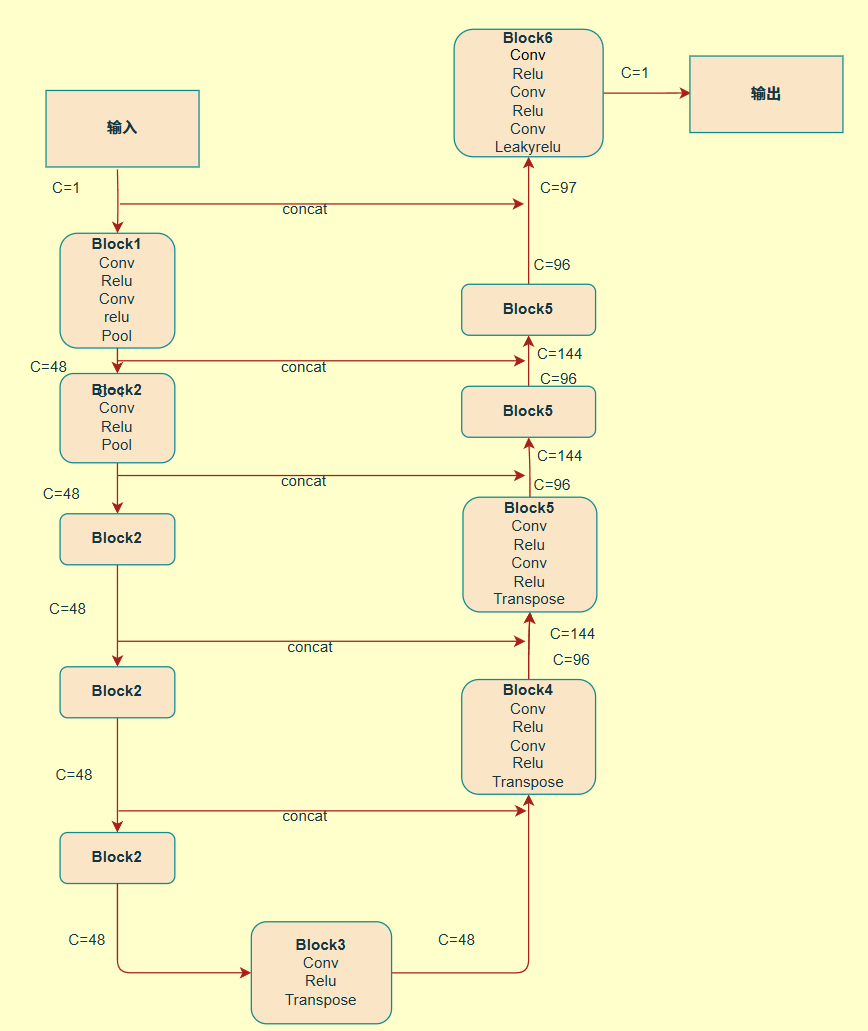 输入
C=1
concat
Block1
Conv
Relu
Conv
relu
Pool
C=48
concat
Block2
Conv
Relu
Pool
C=48
concat
Block2
C=48
concat
Block2
C=48
concat
Block2
C=48
Block3
Conv
Relu
Transpose
C=48
Block4
Conv
Relu
Conv
Relu
Transpose
C=96
C=144
Block5
Conv
Relu
Conv
Relu
Transpose
C=96
C=144
Block5
C=96
C=144
Block5
C=96
C=97
Block6
Conv
Relu
Conv
Relu
Conv
Leakyrelu
C=1
输出